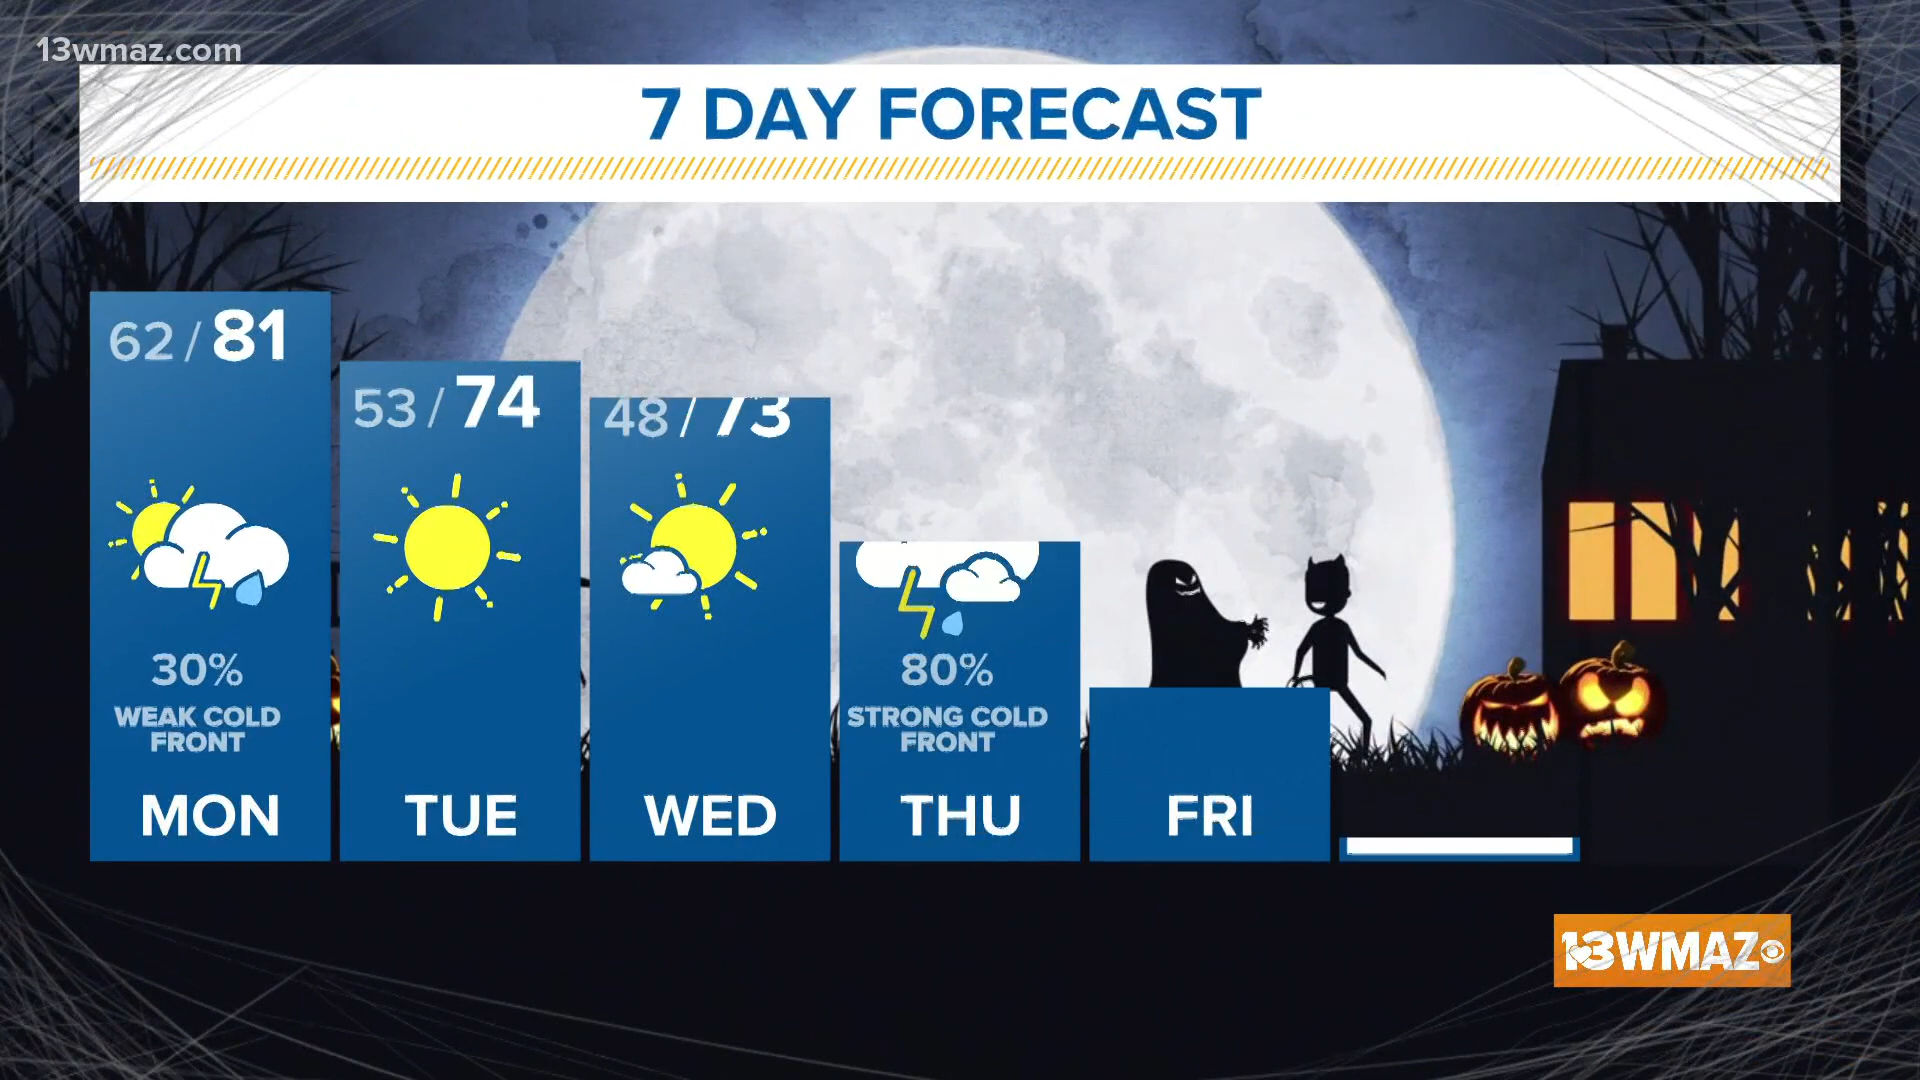 13wmaz.com
7 DAY FORECAST
62 / 81
53 / 74
48 / 73
30%
WEAK COLD
FRONT
80%
STRONG COLD
FRONT
MON
TUE
WED
THU
FRI
13WMAZ